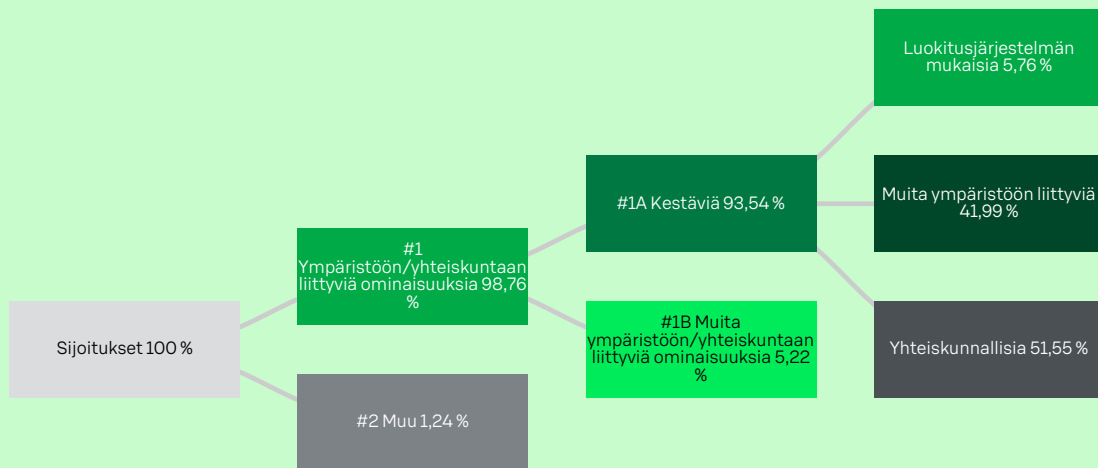 Luokitusjärjestelmän
mukaisia 5,76 %
#1A Kestäviä 93,54 %
Muita ympäristöön liittyviä
41,99 %
#1
Ympäristöön/yhteiskuntaan
liittyviä ominaisuuksia 98,76
%
Sijoitukset 100 %
#1B Muita
ympäristöön/yhteiskuntaan
liittyviä ominaisuuksia 5,22
%
Yhteiskunnallisia 51,55 %
#2 Muu 1,24 %